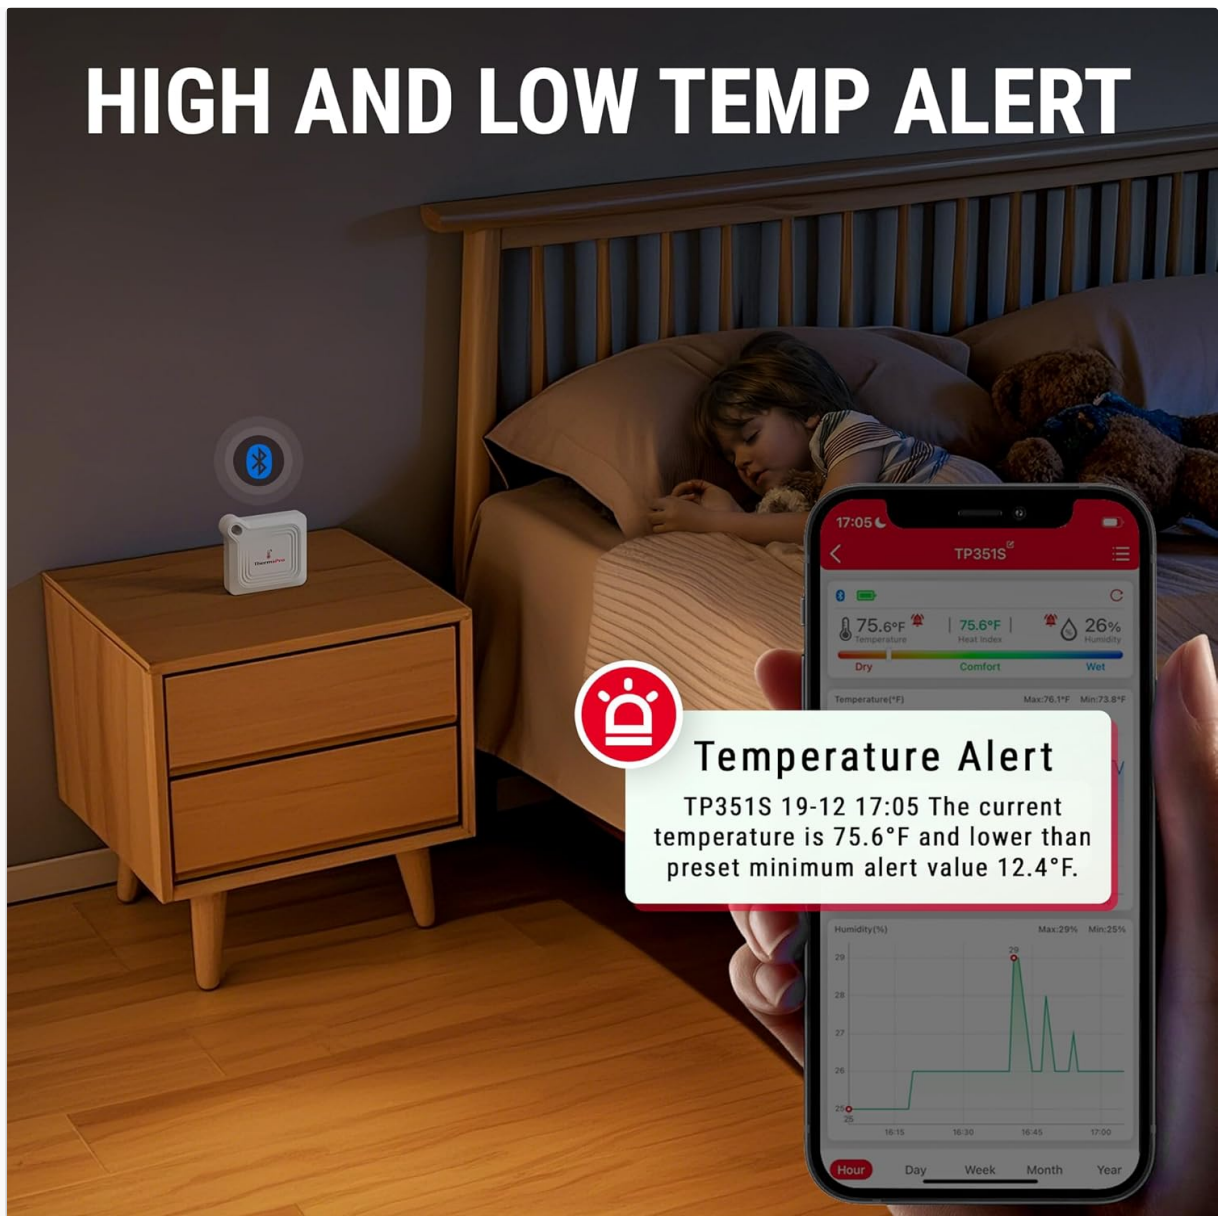 HIGH AND LOW TEMP ALERT
ThermoPro
17:05
TP351S
75.6°F
Temperature
75.6°F
Heat Index
26%
Humidity
Dry
Comfort
Wet
Temperature(°F) Max:76.1°F Min:73.8°F
Temperature Alert
TP351S 19-12 17:05 The current
temperature is 75.6°F and lower than
preset minimum alert value 12.4°F.
Humidity(%) Max:29% Min:25%
29
29
28
27
26
25
25
16:15 16:30 16:45 17:00
Hour Day Week Month Year